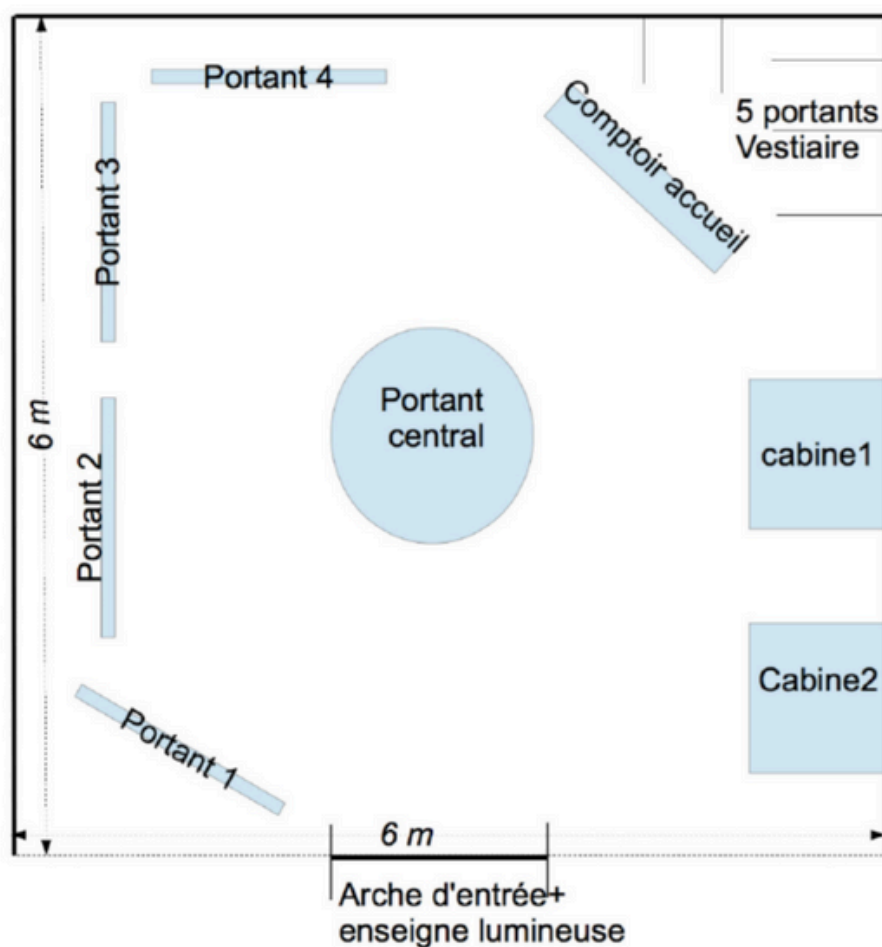 Portant 4
Comptoir accueil
5 portants
Vestiaire
Portant 3
6 m
Portant
central
cabine1
Portant 2
Cabine2
Portant 1
6 m
Arche d'entrée+
enseigne lumineuse